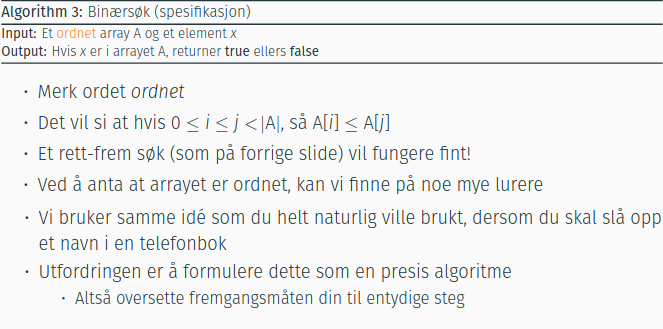 Algorithm 3: Binærsøk (spesifikasjon)
Input: Et ordnet array A og et element x
Output: Hvis x er i arrayet A, returner true ellers false
• Merk ordet ordnet
• Det vil si at hvis 0 ≤ i ≤ j < |A|, så A[i] ≤ A[j]
• Et rett-frem søk (som på forrige slide) vil fungere fint!
• Ved å anta at arrayet er ordnet, kan vi finne på noe mye lurere
• Vi bruker samme idé som du helt naturlig ville brukt, dersom du skal slå opp
et navn i en telefonbok
• Utfordringen er å formulere dette som en presis algoritme
• Altså oversette fremgangsmåten din til entydige steg